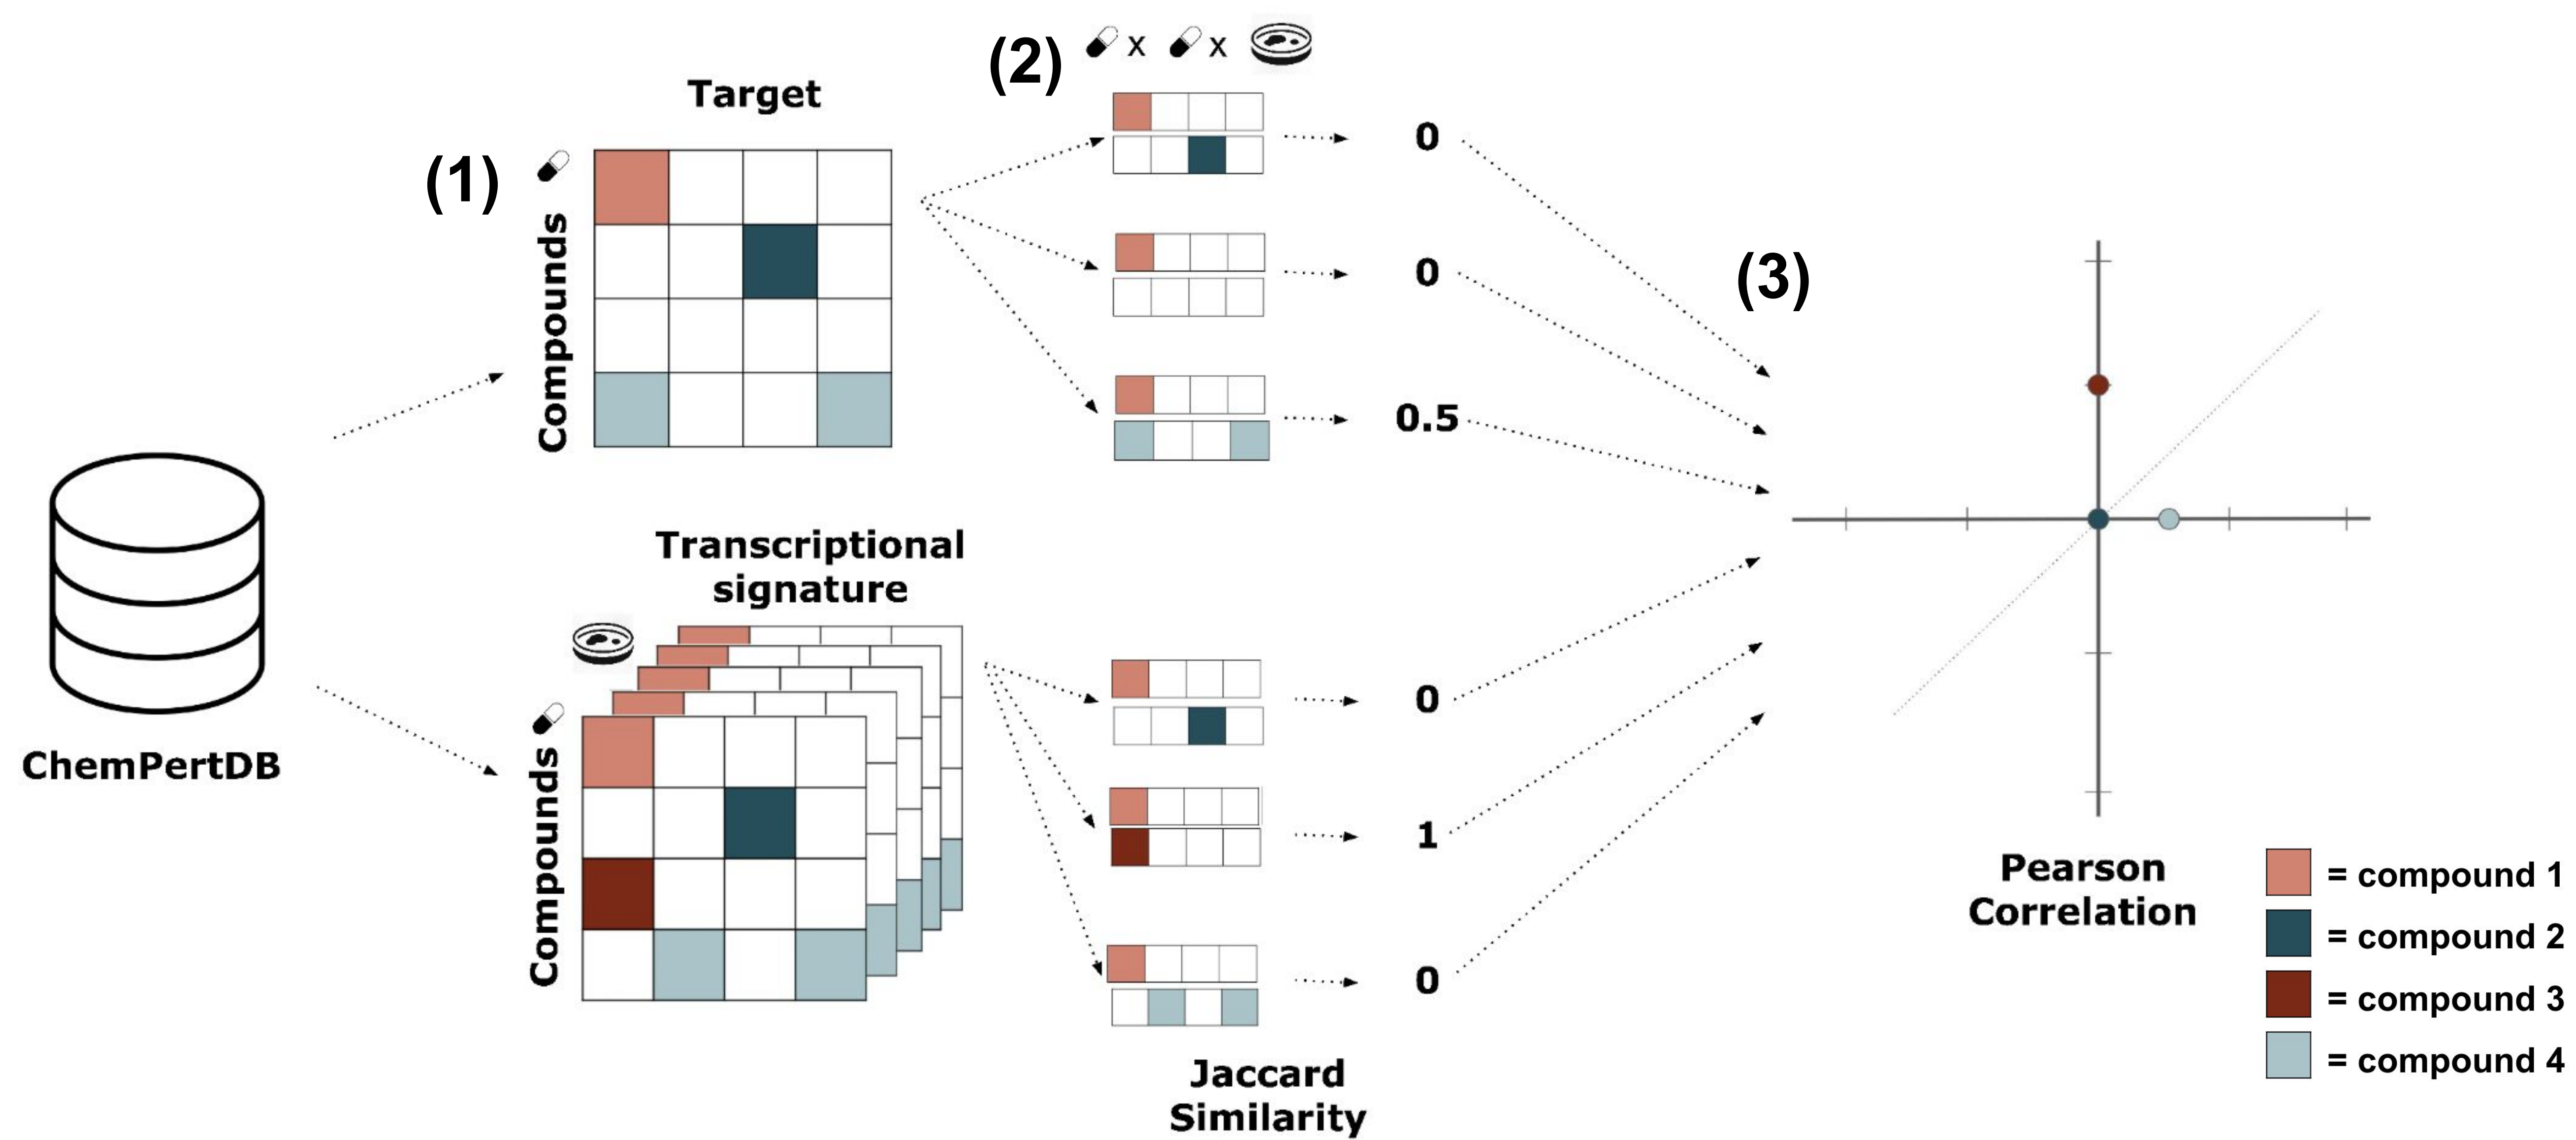 (1)
Target
Compounds
(2)
x x
0
0
0.5
ChemPertDB
Transcriptional
signature
Compounds
0
1
0
Jaccard
Similarity
(3)
Pearson
Correlation
= compound 1
= compound 2
= compound 3
= compound 4